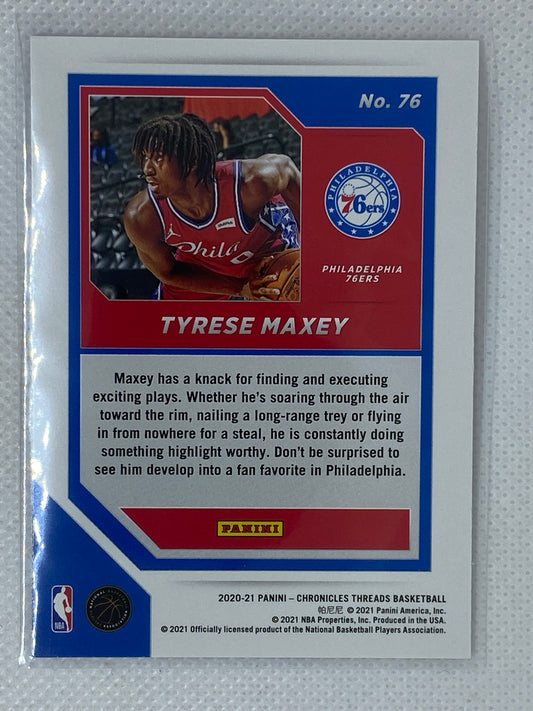 No. 76
PHILADELPHIA
76ers
PHILADELPHIA
76ERS
Phila
TYRESE MAXEY
Maxey has a knack for finding and executing
exciting plays. Whether he's soaring through the air
toward the rim, nailing a long-range trey or flying
in from nowhere for a steal, he is constantly doing
something highlight worthy. Don't be surprised to
see him develop into a fan favorite in Philadelphia.
PANINI
2020-21 PANINI – CHRONICLES THREADS BASKETBALL
帕尼尼 © 2021 Panini America, Inc.
© 2021 NBA Properties, Inc. Produced in the USA.
© 2021 Officially licensed product of the National Basketball Players Association.
NBA